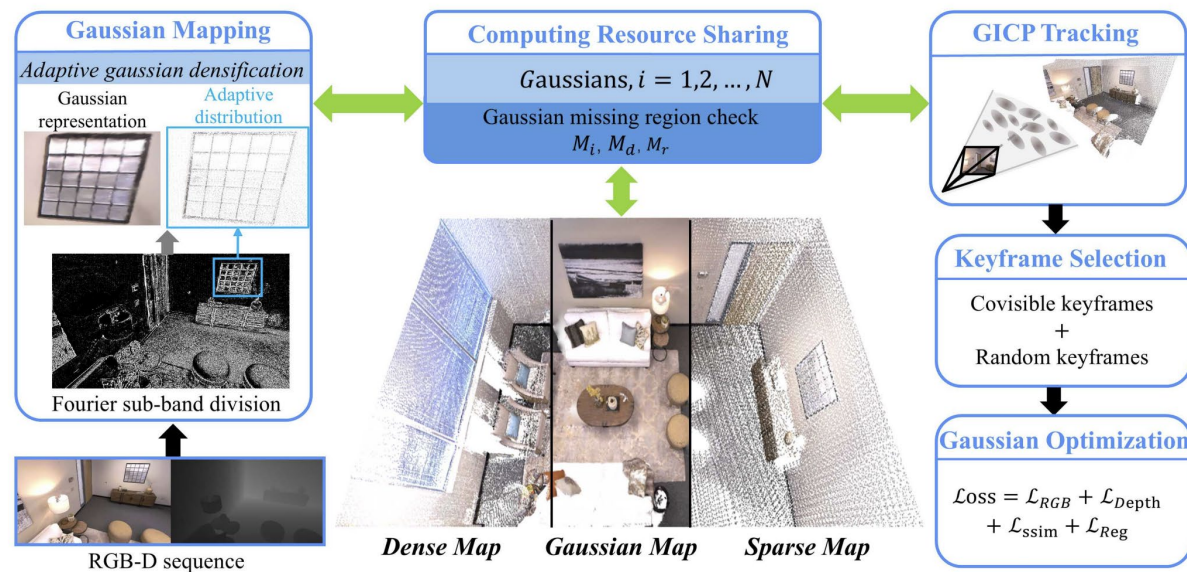 Gaussian Mapping
Adaptive gaussian densification
Gaussian
representation
Adaptive
distribution
Fourier sub-band division
RGB-D sequence
Computing Resource Sharing
Gaussians, i = 1,2, ..., N
Gaussian missing region check
M_i, M_d, M_r
Dense Map
Gaussian Map
Sparse Map
GICP Tracking
Keyframe Selection
Covisible keyframes
+
Random keyframes
Gaussian Optimization
ℒoss = ℒ_RGB + ℒ_Depth
+ ℒ_ssim + ℒ_Reg